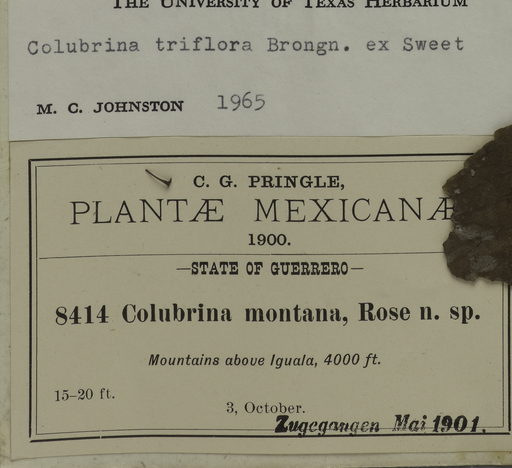 THE UNIVERSITY OF TEXAS HERBARIUM
Colubrina triflora Brongn. ex Sweet
M. C. JOHNSTON 1965
C. G. PRINGLE,
PLANTÆ MEXICANÆ
1900.
—STATE OF GUERRERO—
8414 Colubrina montana, Rose n. sp.
Mountains above Iguala, 4000 ft.
15-20 ft.
3, October.
Zugegangen Mai 1901.